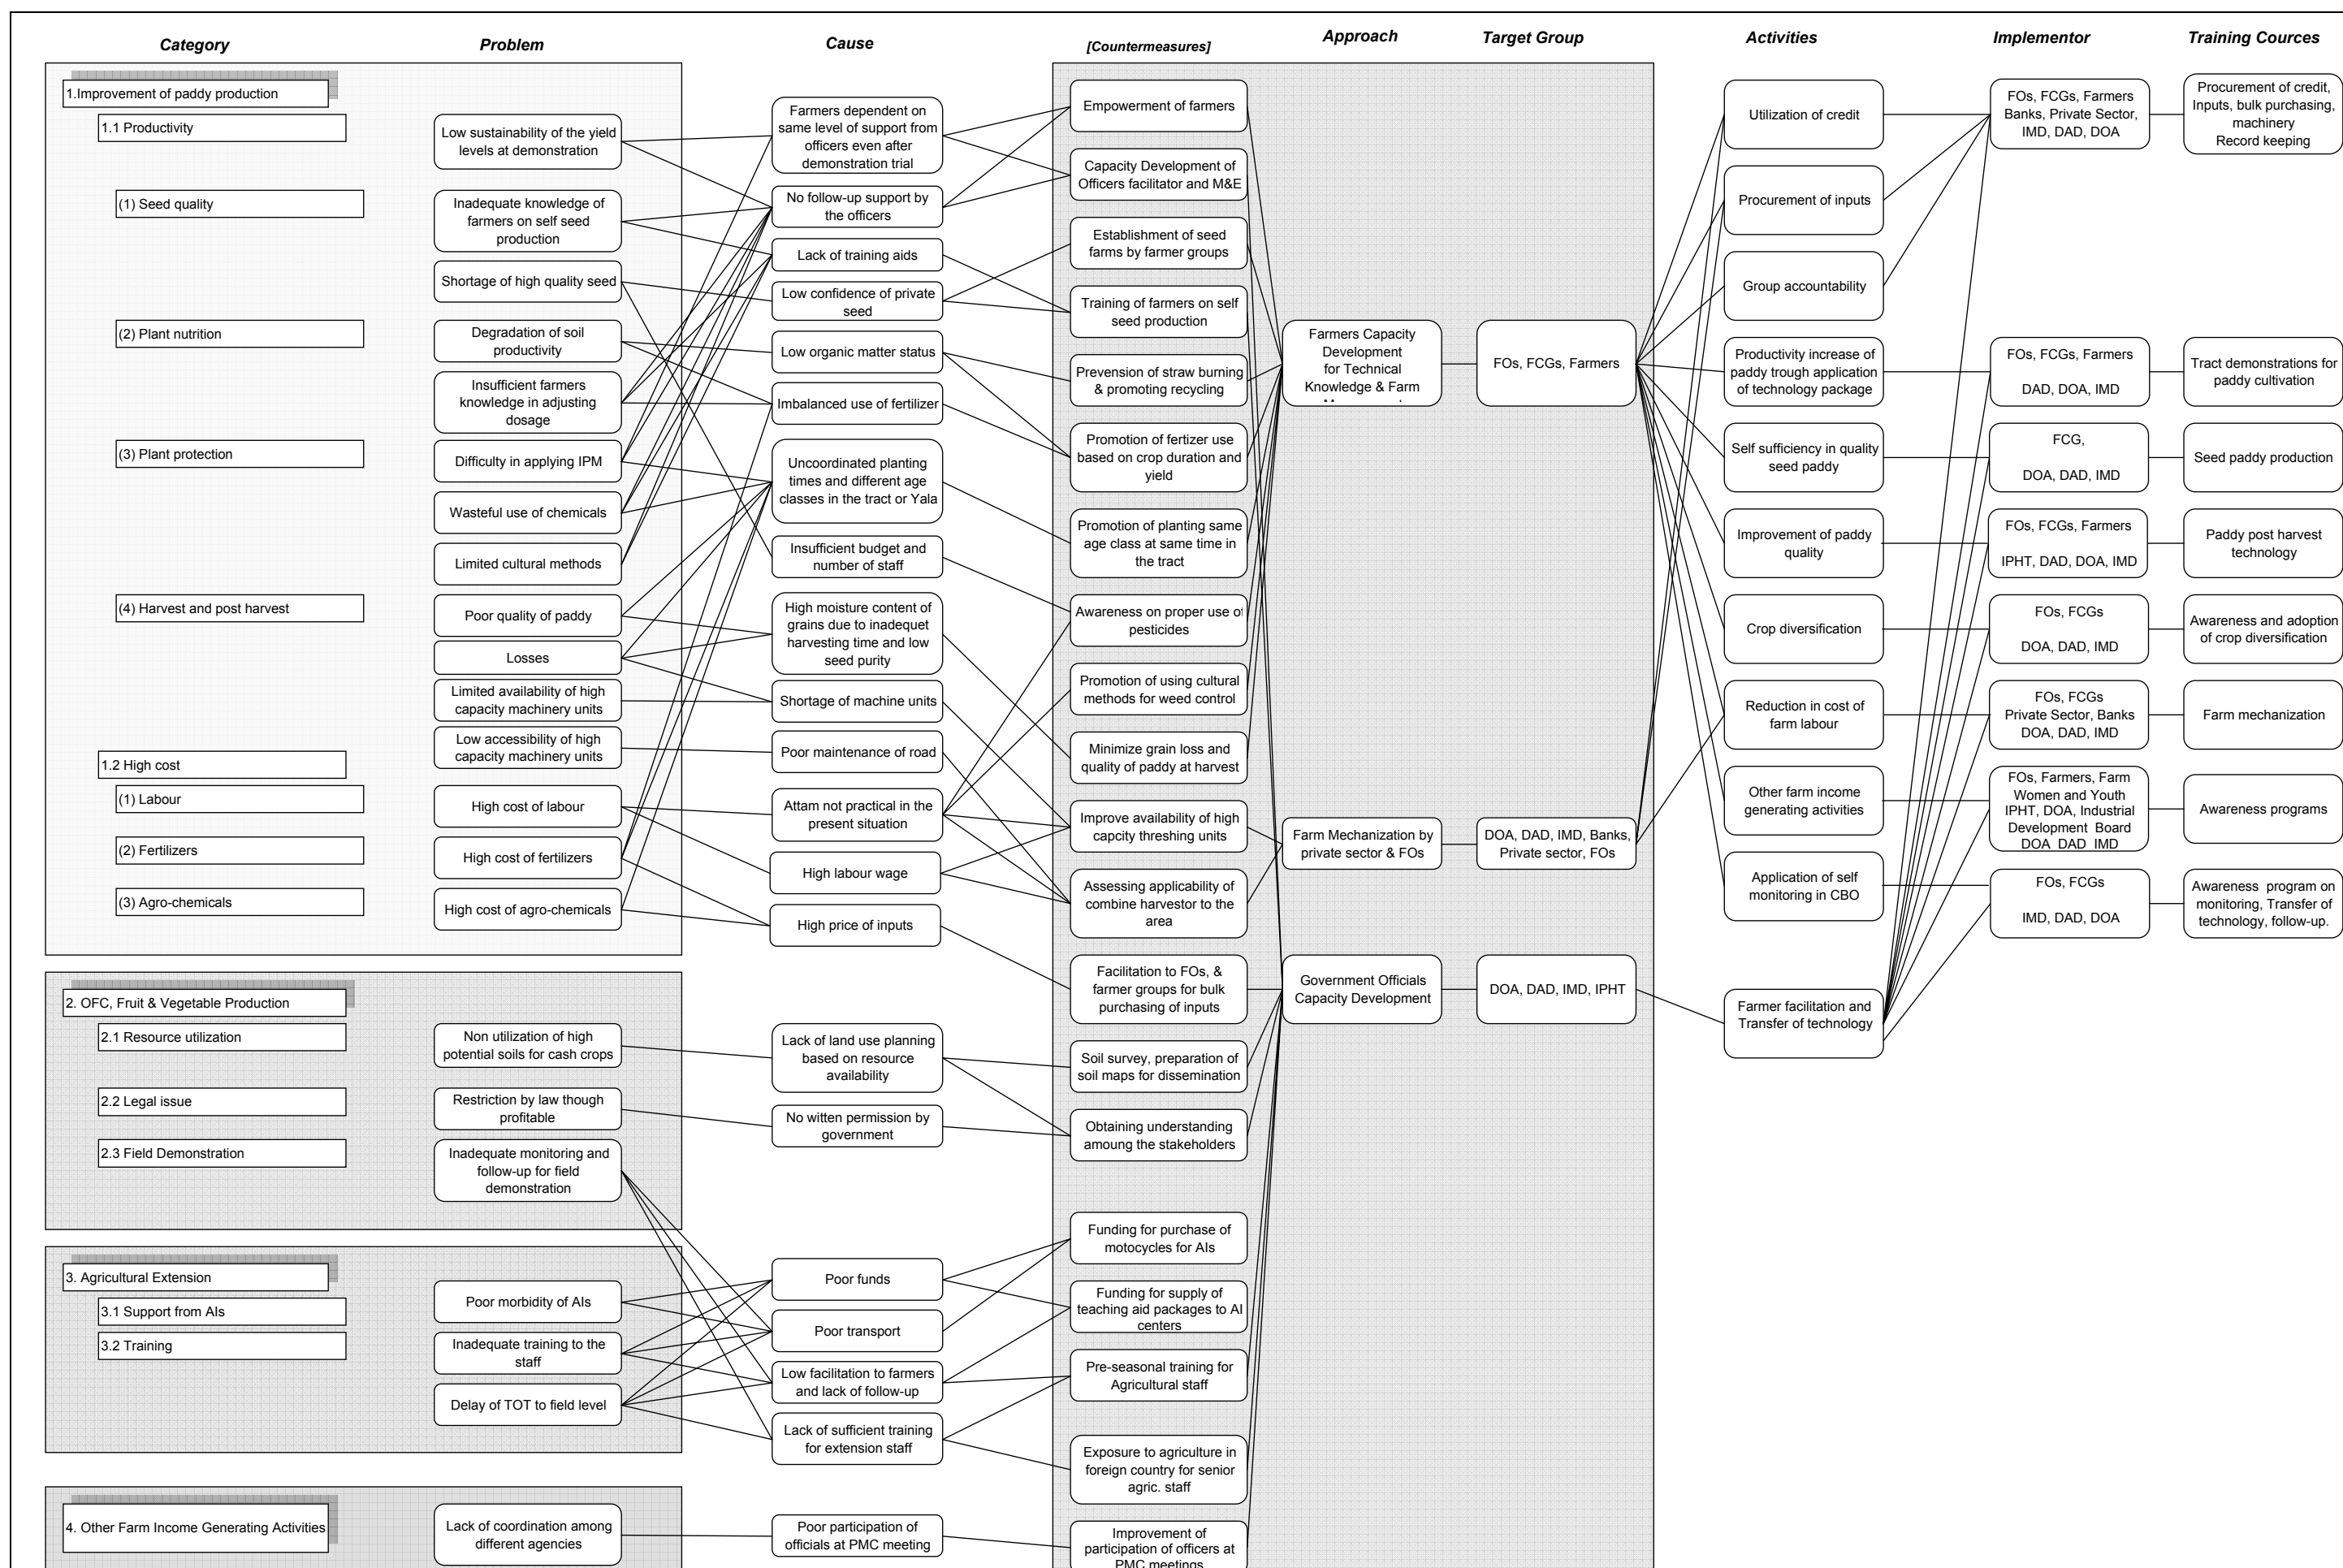 Category
Problem
Cause
[Countermeasures]
Approach
Target Group
Activities
Implementor
Training Cources
1.Improvement of paddy production
1.1 Productivity
(1) Seed quality
(2) Plant nutrition
(3) Plant protection
(4) Harvest and post harvest
1.2 High cost
(1) Labour
(2) Fertilizers
(3) Agro-chemicals
2. OFC, Fruit & Vegetable Production
2.1 Resource utilization
2.2 Legal issue
2.3 Field Demonstration
3. Agricultural Extension
3.1 Support from AIs
3.2 Training
4. Other Farm Income Generating Activities
Low sustainability of the yield
levels at demonstration
Inadequate knowledge of
farmers on self seed
production
Shortage of high quality seed
Degradation of soil
productivity
Insufficient farmers
knowledge in adjusting
dosage
Difficulty in applying IPM
Wasteful use of chemicals
Limited cultural methods
Poor quality of paddy
Losses
Limited availability of high
capacity machinery units
Low accessibility of high
capacity machinery units
High cost of labour
High cost of fertilizers
High cost of agro-chemicals
Non utilization of high
potential soils for cash crops
Restriction by law though
profitable
Inadequate monitoring and
follow-up for field
demonstration
Poor morbidity of AIs
Inadequate training to the
staff
Delay of TOT to field level
Lack of coordination among
different agencies
Farmers dependent on
same level of support from
officers even after
demonstration trial
No follow-up support by
the officers
Lack of training aids
Low confidence of private
seed
Low organic matter status
Imbalanced use of fertilizer
Uncoordinated planting
times and different age
classes in the tract or Yala
Insufficient budget and
number of staff
High moisture content of
grains due to inadequet
harvesting time and low
seed purity
Shortage of machine units
Poor maintenance of road
Attam not practical in the
present situation
High labour wage
High price of inputs
Lack of land use planning
based on resource
availability
No witten permission by
government
Poor funds
Poor transport
Low facilitation to farmers
and lack of follow-up
Lack of sufficient training
for extension staff
Poor participation of
officials at PMC meeting
Empowerment of farmers
Capacity Development of
Officers facilitator and M&E
Establishment of seed
farms by farmer groups
Training of farmers on self
seed production
Prevension of straw burning
& promoting recycling
Promotion of fertizer use
based on crop duration and
yield
Promotion of planting same
age class at same time in
the tract
Awareness on proper use of
pesticides
Promotion of using cultural
methods for weed control
Minimize grain loss and
quality of paddy at harvest
Improve availability of high
capcity threshing units
Assessing applicability of
combine harvestor to the
area
Facilitation to FOs, &
farmer groups for bulk
purchasing of inputs
Soil survey, preparation of
soil maps for dissemination
Obtaining understanding
amoung the stakeholders
Funding for purchase of
motocycles for AIs
Funding for supply of
teaching aid packages to AI
centers
Pre-seasonal training for
Agricultural staff
Exposure to agriculture in
foreign country for senior
agric. staff
Improvement of
participation of officers at
PMC meetings
Farmers Capacity
Development
for Technical
Knowledge & Farm
Farm Mechanization by
private sector & FOs
Government Officials
Capacity Development
FOs, FCGs, Farmers
DOA, DAD, IMD, Banks,
Private sector, FOs
DOA, DAD, IMD, IPHT
Utilization of credit
Procurement of inputs
Group accountability
Productivity increase of
paddy trough application
of technology package
Self sufficiency in quality
seed paddy
Improvement of paddy
quality
Crop diversification
Reduction in cost of
farm labour
Other farm income
generating activities
Application of self
monitoring in CBO
Farmer facilitation and
Transfer of technology
FOs, FCGs, Farmers
Banks, Private Sector,
IMD, DAD, DOA
FOs, FCGs, Farmers
DAD, DOA, IMD
FCG,
DOA, DAD, IMD
FOs, FCGs, Farmers
IPHT, DAD, DOA, IMD
FOs, FCGs
DOA, DAD, IMD
FOs, FCGs
Private Sector, Banks
DOA, DAD, IMD
FOs, Farmers, Farm
Women and Youth
IPHT, DOA, Industrial
Development Board
DOA DAD IMD
FOs, FCGs
IMD, DAD, DOA
Procurement of credit,
Inputs, bulk purchasing,
machinery
Record keeping
Tract demonstrations for
paddy cultivation
Seed paddy production
Paddy post harvest
technology
Awareness and adoption
of crop diversification
Farm mechanization
Awareness programs
Awareness program on
monitoring, Transfer of
technology, follow-up.